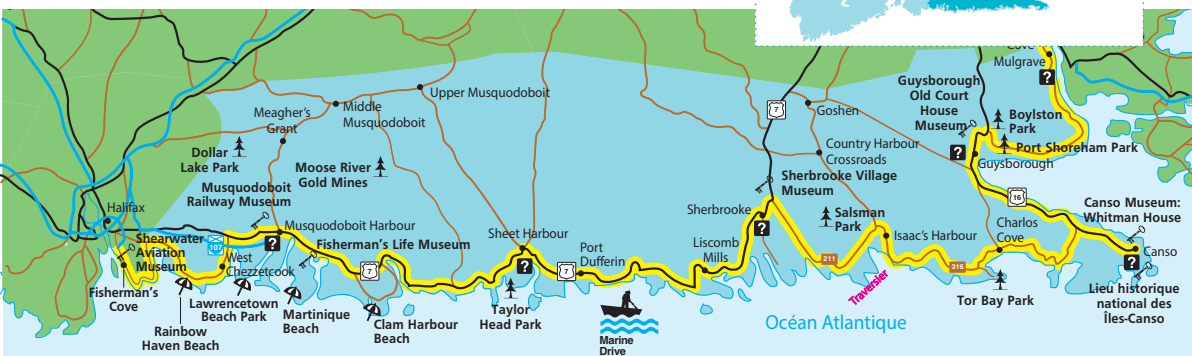 Cove
Mulgrave
?
Guysborough
Old Court
House
Museum
7
Upper Musquodoboit
Middle
Musquodoboit
Meagher's
Grant
Goshen
Boylston
Park
Port Shoreham Park
?
Guysborough
Dollar
Lake Park
Moose River
Gold Mines
Country Harbour
Crossroads
Sherbrooke Village
Museum
Musquodoboit
Railway Museum
16
Canso Museum:
Whitman House
Halifax
Sherbrooke
?
Salsman
Park
Musquodoboit Harbour
?
Shearwater
Aviation
Museum
107
Fisherman's Life Museum
Sheet Harbour
?
Isaac's Harbour
Charlos
Cove
Canso
?
West
Chezzetcook
7
7
Port
Dufferin
Liscomb
Mills
211
316
Traversier
Fisherman's
Cove
Lawrencetown
Beach Park
Martinique
Beach
Clam Harbour
Beach
Taylor
Head Park
Tor Bay Park
Lieu historique
national des
Îles-Canso
Rainbow
Haven Beach
Océan Atlantique
Marine
Drive